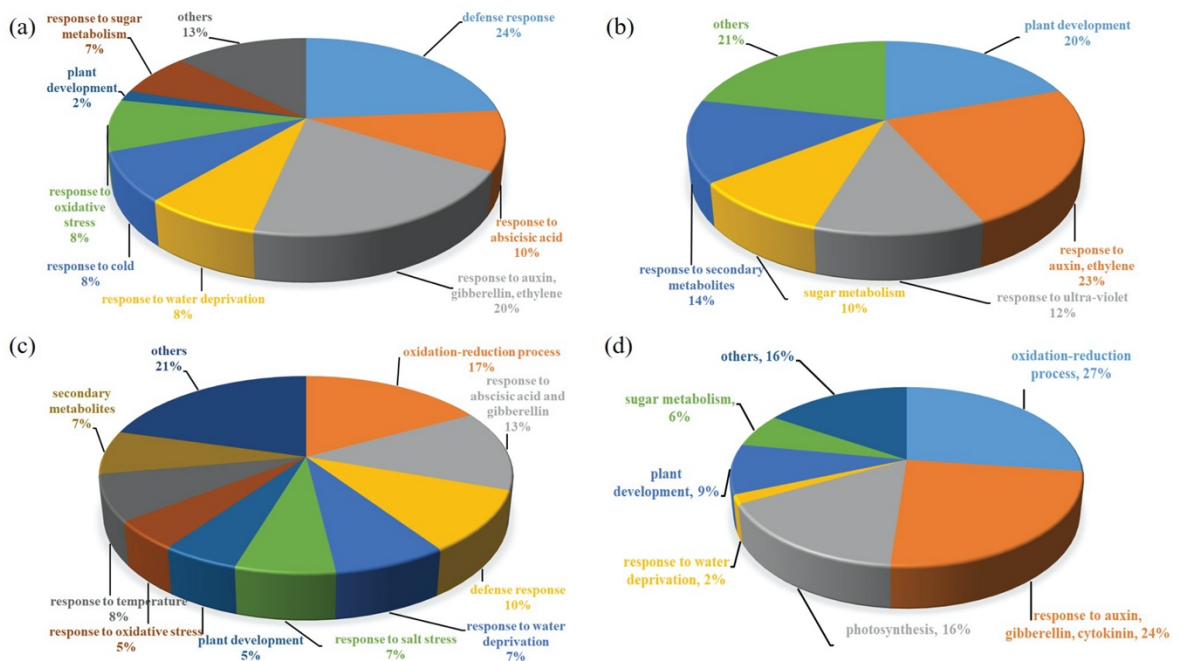 (a)
response to sugar
metabolism
7%
others
13%
defense response
24%
plant
development
2%
response to
oxidative
stress
8%
response to
absicisic acid
10%
response to cold
8%
response to water deprivation
8%
response to auxin,
gibberellin, ethylene
20%
(b)
others
21%
plant development
20%
response to secondary
metabolites
14%
sugar metabolism
10%
response to ultra-violet
12%
response to
auxin, ethylene
23%
(c)
others
21%
oxidation-reduction process
17%
secondary
metabolites
7%
response to
abscisic acid and
gibberellin
13%
defense response
10%
response to temperature
8%
response to oxidative stress
5%
plant development
5%
response to salt stress
7%
response to water
deprivation
7%
(d)
others, 16%
oxidation-reduction
process, 27%
sugar metabolism,
6%
plant
development, 9%
response to water
deprivation, 2%
photosynthesis, 16%
response to auxin,
gibberellin, cytokinin, 24%